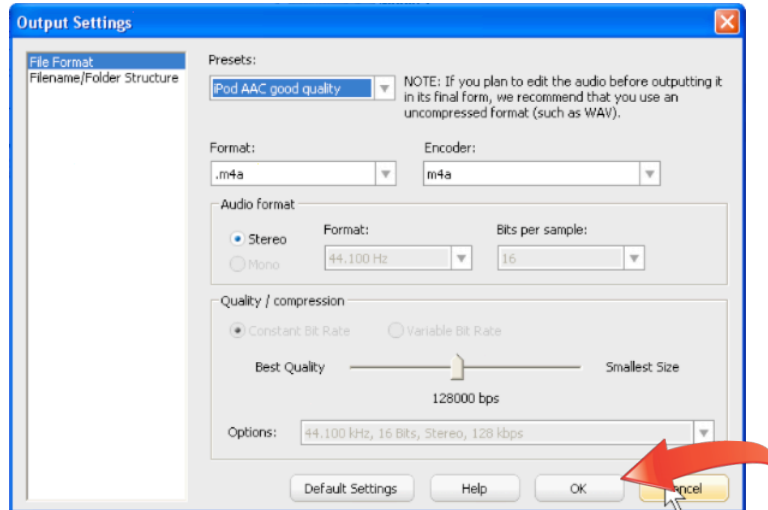 Output Settings
File Format
Filename/Folder Structure
Presets:
iPod AAC good quality
NOTE: If you plan to edit the audio before outputting it
in its final form, we recommend that you use an
uncompressed format (such as WAV).
Format:
Encoder:
.m4a
m4a
Audio format
Stereo
Mono
Format:
44.100 Hz
Bits per sample:
16
Quality / compression
Constant Bit Rate
Variable Bit Rate
Best Quality
Smallest Size
128000 bps
Options:
44.100 kHz, 16 Bits, Stereo, 128 kbps
Default Settings
Help
OK